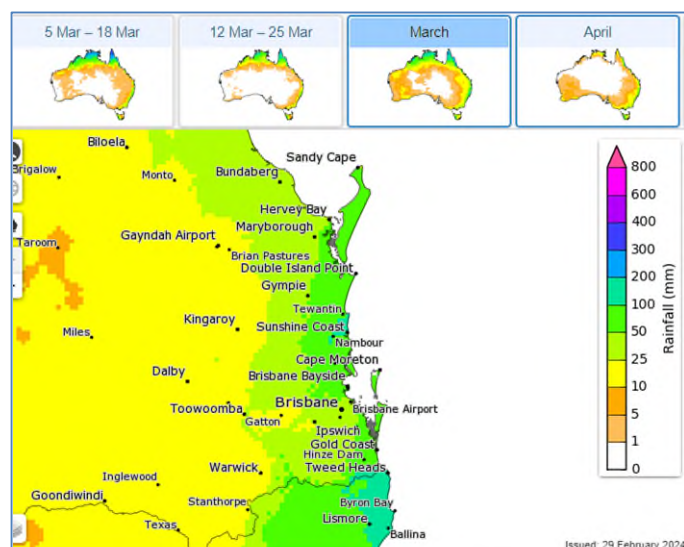 5 Mar – 18 Mar
12 Mar – 25 Mar
March
April
Biloela
Sandy Cape
Brigalow
Monto
Bundaberg
Hervey Bay
Maryborough
Taroom
Gayndah Airport
Brian Pastures
Double Island Point
Gympie
Tewantin
Kingaroy
Sunshine Coast
Miles
Nambour
Cape Moreton
Dalby
Brisbane Bayside
Brisbane
Toowoomba
Brisbane Airport
Gatton
Ipswich
Gold Coast
Hinze Dam
Warwick
Tweed Heads
Inglewood
Goondiwindi
Stanthorpe
Byron Bay
Lismore
Texas
Ballina
800
600
400
300
200
100
50
25
10
5
1
0
Rainfall (mm)
Issued: 29 February 2024